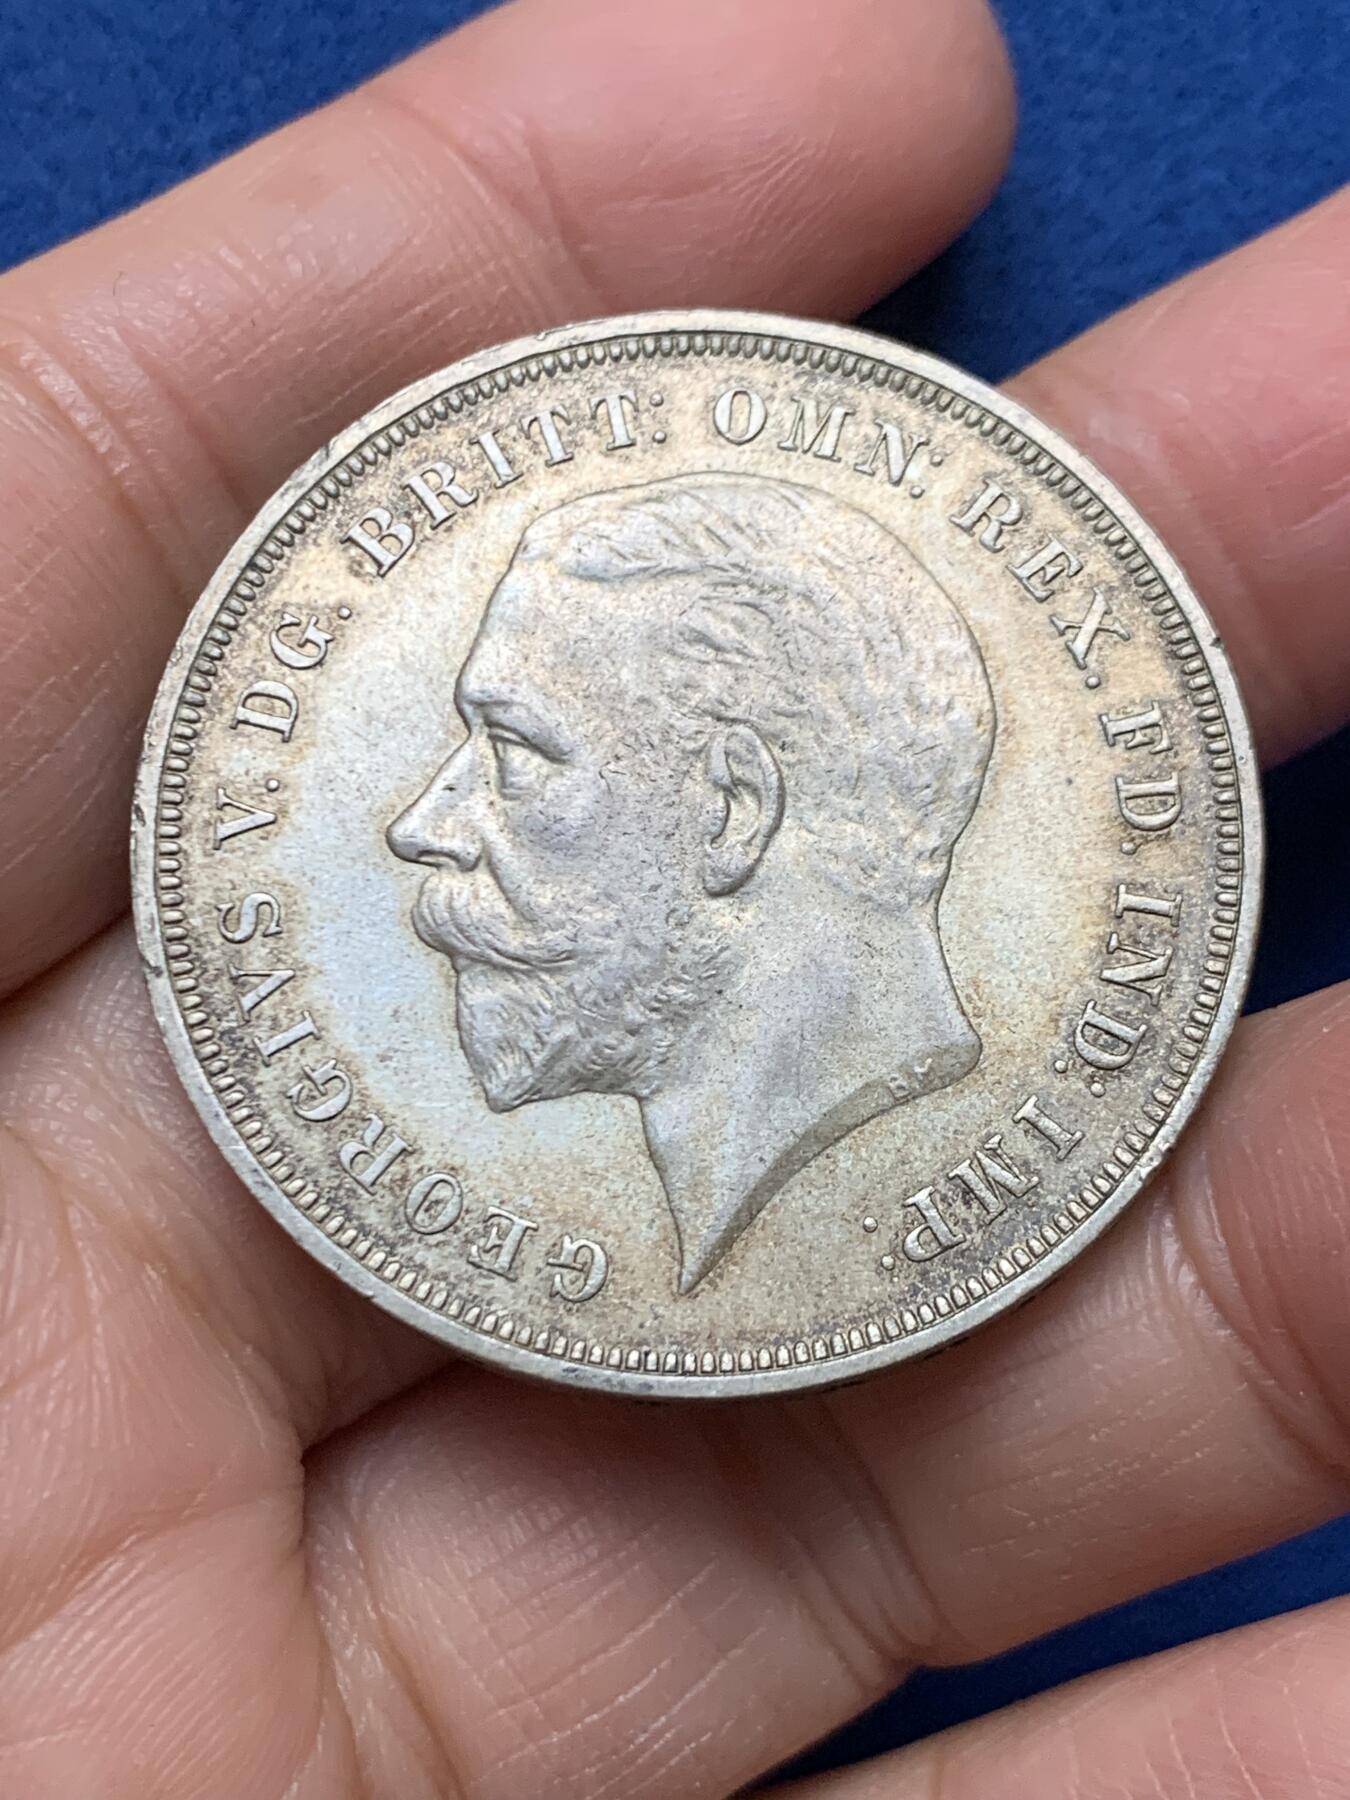 GEORGIVS V. DG. BRITT: OMN: REX. FD. IND: IMP: